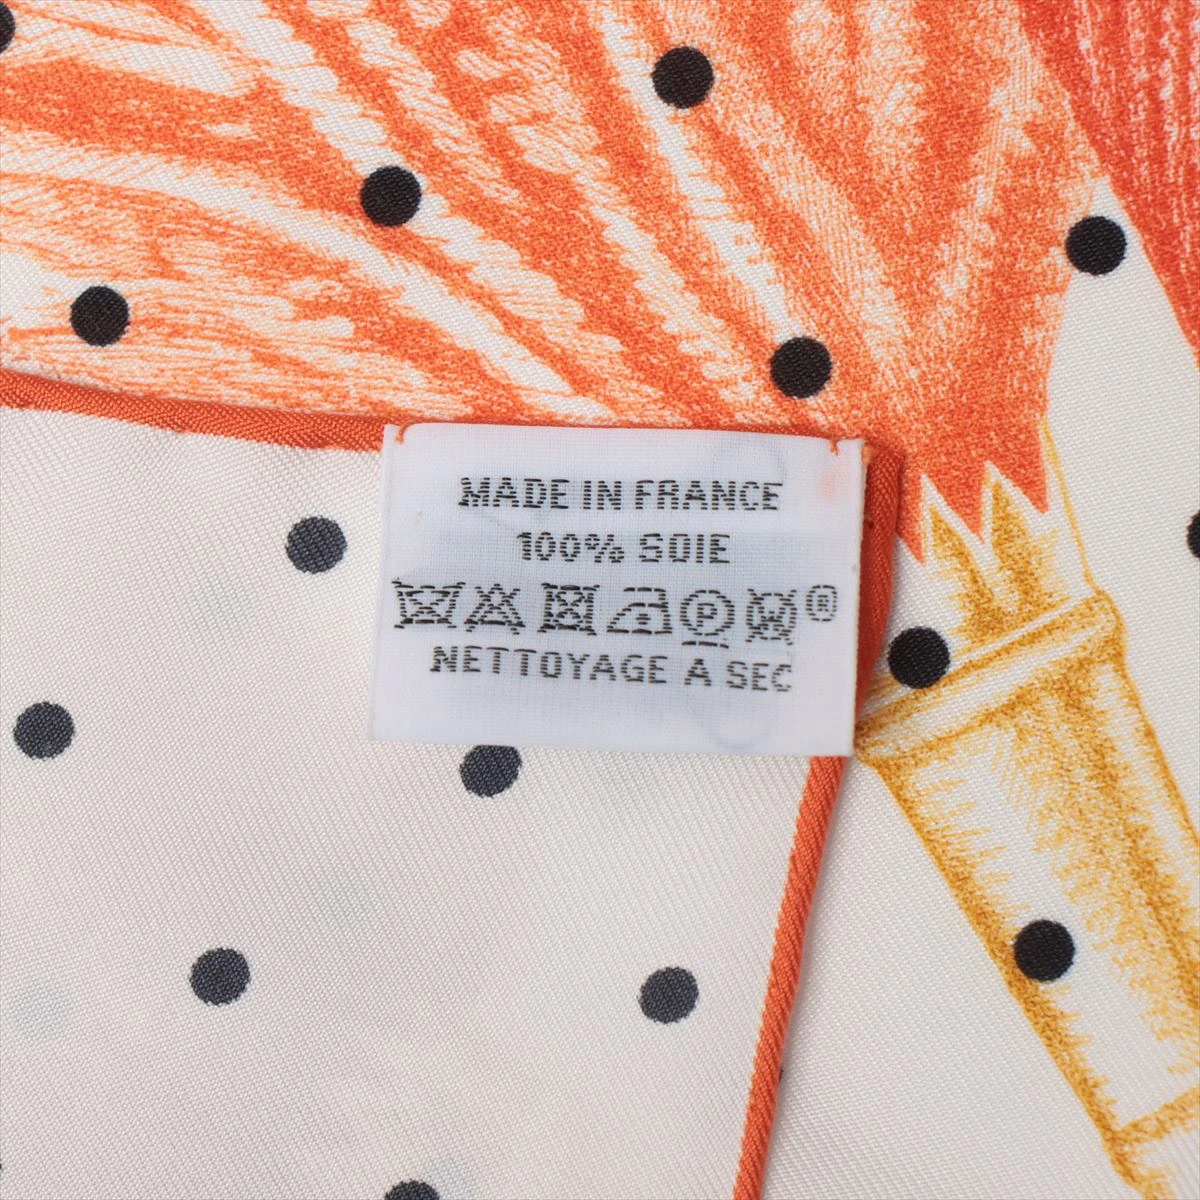 MADE IN FRANCE
100% SOIE
P W ®
NETTOYAGE A SEC